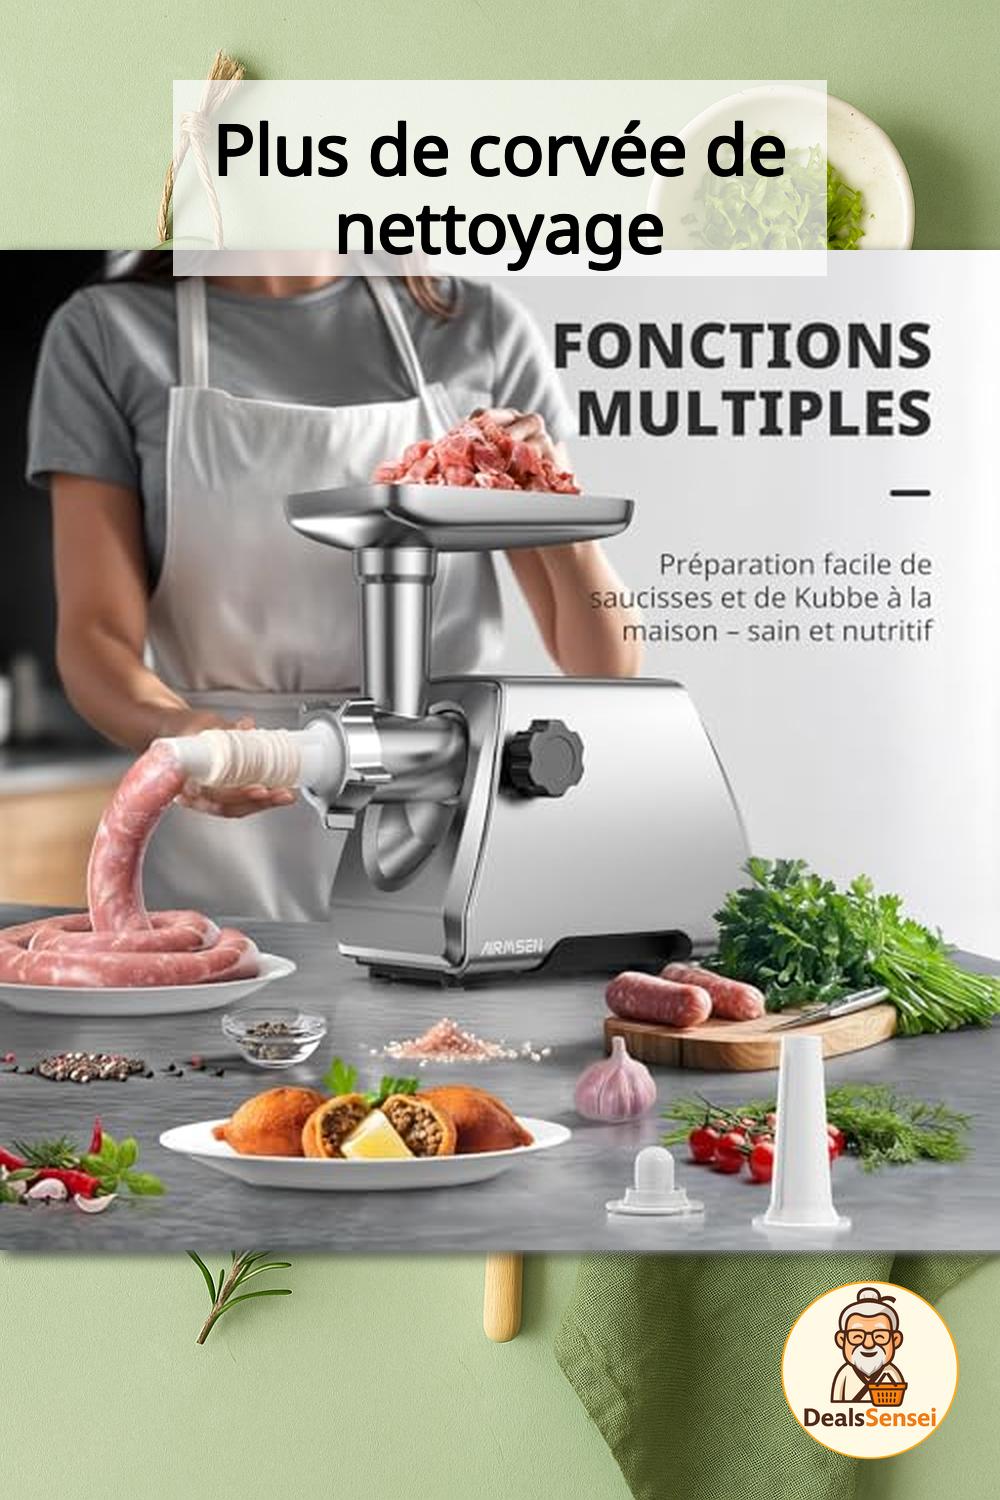 Plus de corvée de
nettoyage
FONCTIONS
MULTIPLES
Préparation facile de
saucisses et de Kubbe à la
maison – sain et nutritif
AIRMSEN
DealsSensei